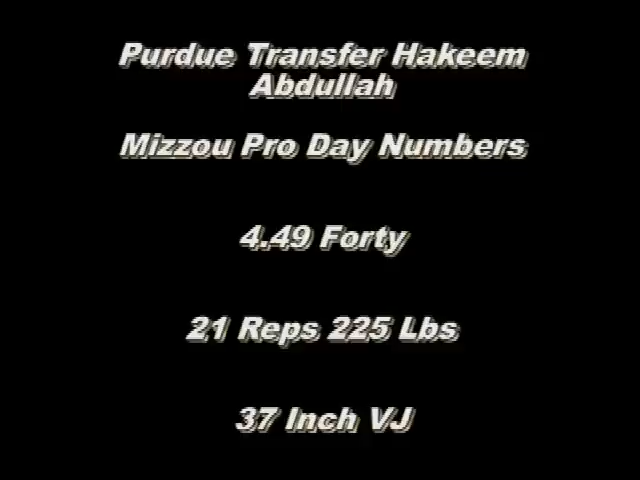 Purdue Transfer Hakeem
Abdullah
Mizzou Pro Day Numbers
4.49 Forty
21 Reps 225 Lbs
37 Inch VJ